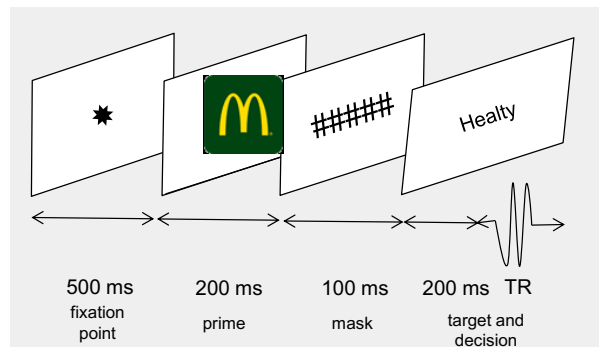 ########
Healty
500 ms 200 ms 100 ms 200 ms TR
fixation point prime mask target and decision